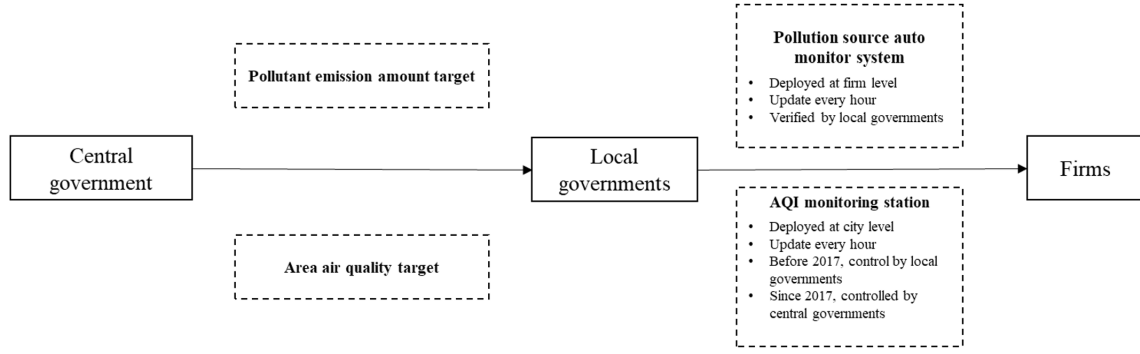 Central
government
Pollutant emission amount target
Area air quality target
Local
governments
Pollution source auto
monitor system
• Deployed at firm level
• Update every hour
• Verified by local governments
AQI monitoring station
• Deployed at city level
• Update every hour
• Before 2017, control by local
governments
• Since 2017, controlled by
central governments
Firms